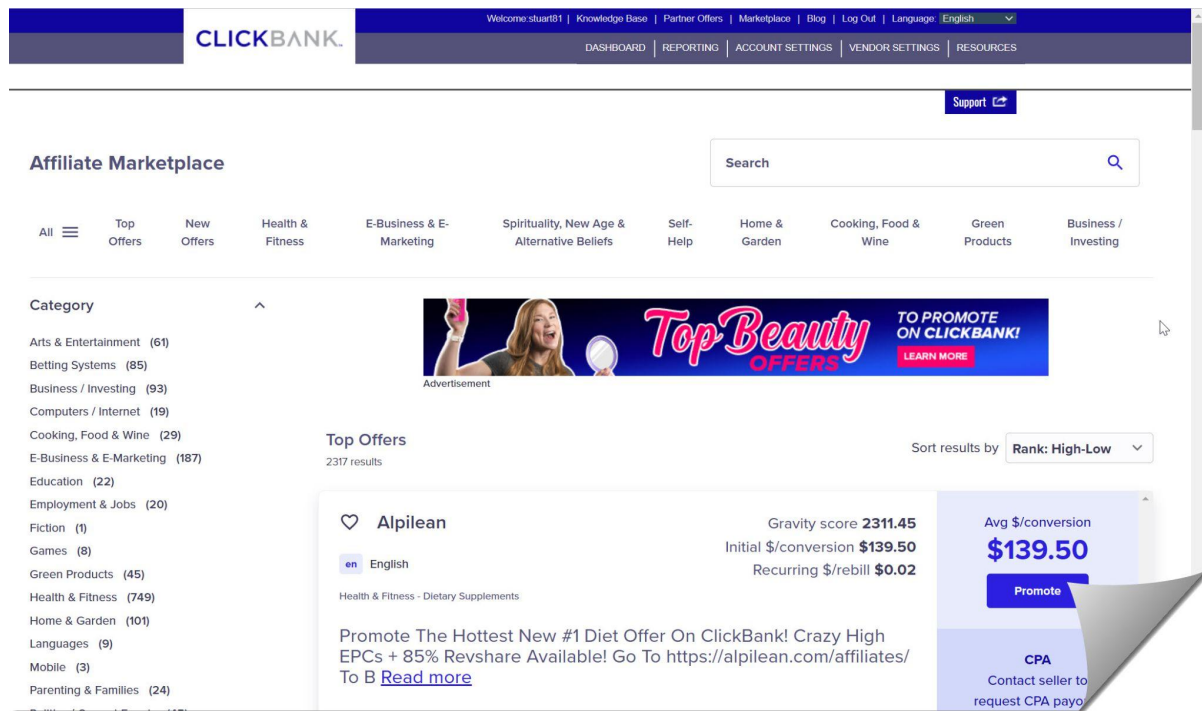 Welcome:stuart81 | Knowledge Base | Partner Offers | Marketplace | Blog | Log Out | Language: English
CLICKBANK
DASHBOARD | REPORTING | ACCOUNT SETTINGS | VENDOR SETTINGS | RESOURCES
Support
Affiliate Marketplace
Search
All
Top Offers
New Offers
Health & Fitness
E-Business & E-Marketing
Spirituality, New Age & Alternative Beliefs
Self-Help
Home & Garden
Cooking, Food & Wine
Green Products
Business / Investing
Category
Arts & Entertainment (61)
Betting Systems (85)
Business / Investing (93)
Computers / Internet (19)
Cooking, Food & Wine (29)
E-Business & E-Marketing (187)
Education (22)
Employment & Jobs (20)
Fiction (1)
Games (8)
Green Products (45)
Health & Fitness (749)
Home & Garden (101)
Languages (9)
Mobile (3)
Parenting & Families (24)
Top Beauty
OFFERS
TO PROMOTE
ON CLICKBANK!
LEARN MORE
Advertisement
Top Offers
2317 results
Sort results by Rank: High-Low
Alpilean
en English
Health & Fitness - Dietary Supplements
Gravity score 2311.45
Initial $/conversion $139.50
Recurring $/rebill $0.02
Promote The Hottest New #1 Diet Offer On ClickBank! Crazy High
EPCs + 85% Revshare Available! Go To https://alpilean.com/affiliates/
To B Read more
Avg $/conversion
$139.50
Promote
CPA
Contact seller to
request CPA